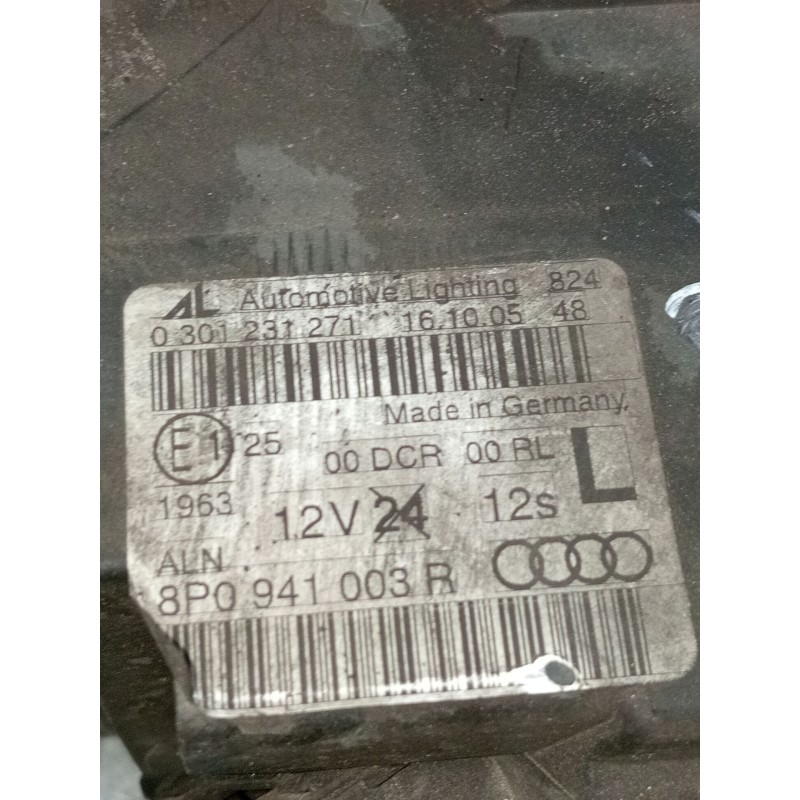 AL Automotive Lighting 824
0 301 231 271 16.10.05 48
Made in Germany
E1 25 00 DCR 00 RL L
1963 12V 24 12s
ALN
8P0 941 003 R